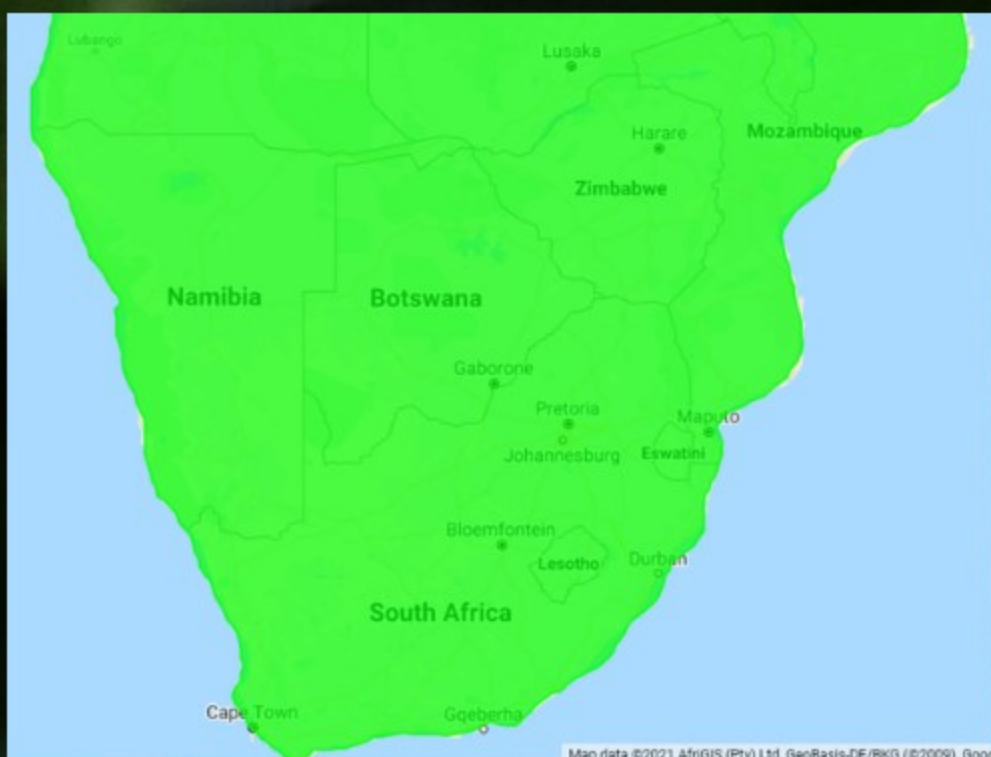 Lubango
Lusaka
Harare
Mozambique
Zimbabwe
Namibia
Botswana
Gaborone
Pretoria
Maputo
Johannesburg
Eswatini
Bloemfontein
Lesotho
Durban
South Africa
Cape Town
Gqeberha
Map data ©2021 AfriGIS (Pty) Ltd, GeoBasis-DE/BKG (©2009), Goo